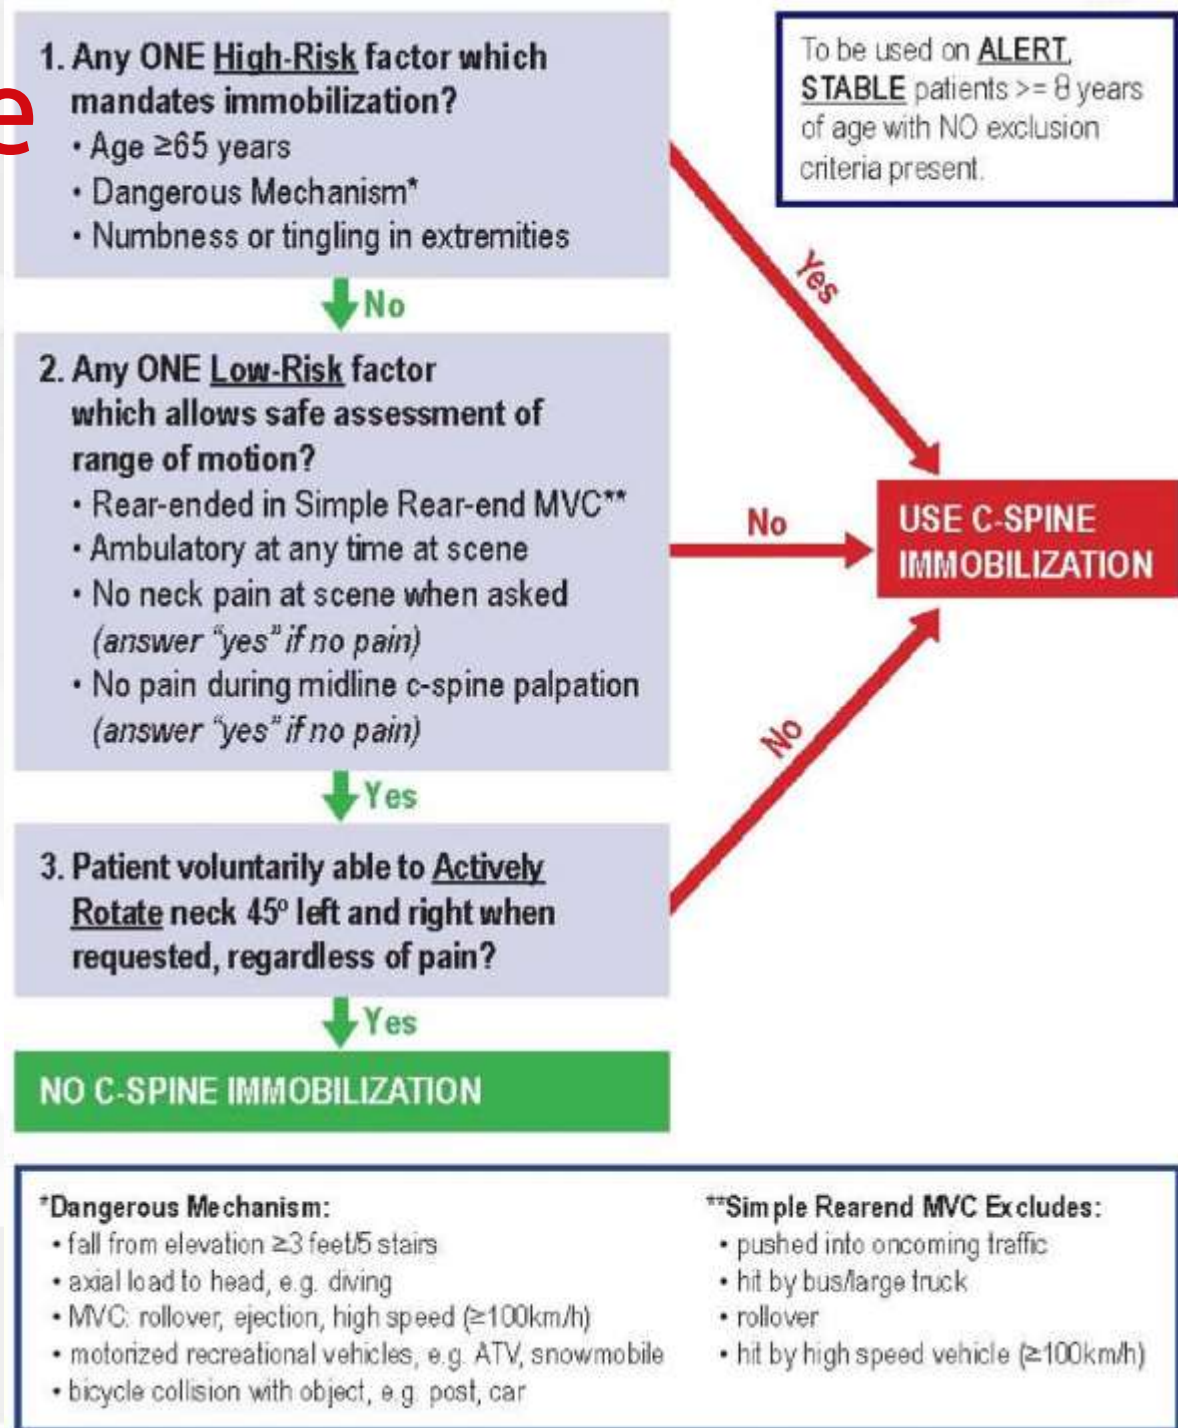 e
1. Any ONE High-Risk factor which
mandates immobilization?
• Age ≥65 years
• Dangerous Mechanism*
• Numbness or tingling in extremities
To be used on ALERT,
STABLE patients >= 8 years
of age with NO exclusion
criteria present.
Yes
No
2. Any ONE Low-Risk factor
which allows safe assessment of
range of motion?
• Rear-ended in Simple Rear-end MVC**
• Ambulatory at any time at scene
• No neck pain at scene when asked
(answer "yes" if no pain)
• No pain during midline c-spine palpation
(answer "yes" if no pain)
No
USE C-SPINE
IMMOBILIZATION
No
Yes
3. Patient voluntarily able to Actively
Rotate neck 45º left and right when
requested, regardless of pain?
Yes
NO C-SPINE IMMOBILIZATION
*Dangerous Mechanism:
• fall from elevation ≥3 feet/5 stairs
• axial load to head, e.g. diving
• MVC: rollover, ejection, high speed (≥100km/h)
• motorized recreational vehicles, e.g. ATV, snowmobile
• bicycle collision with object, e.g. post, car
**Simple Rearend MVC Excludes:
• pushed into oncoming traffic
• hit by bus/large truck
• rollover
• hit by high speed vehicle (≥100km/h)